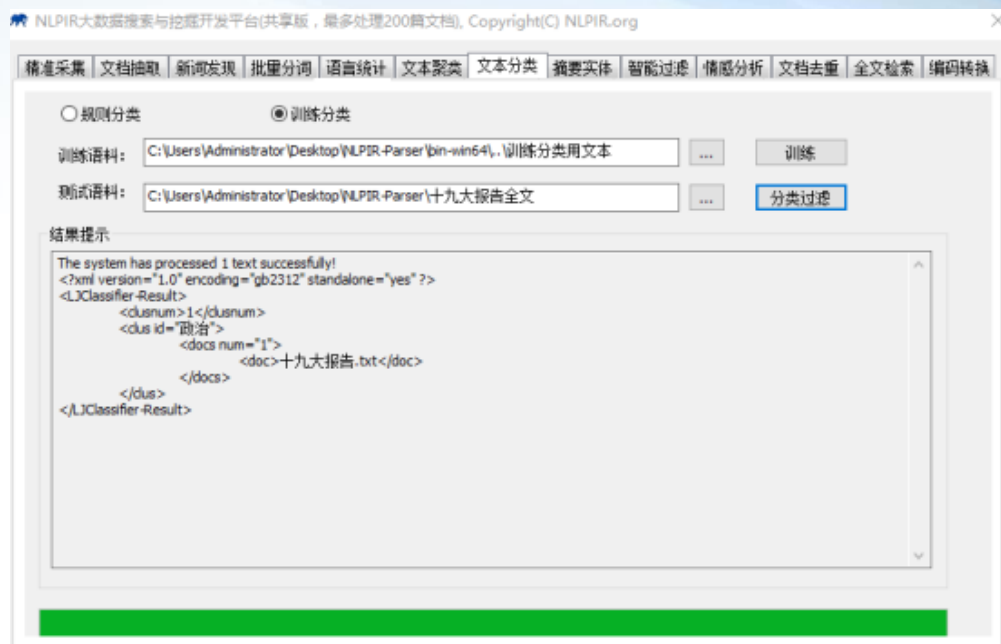 NLPIR大数据搜索与挖掘开发平台(共享版，最多处理200篇文档), Copyright(C) NLPIR.org
精准采集 文档抽取 新词发现 批量分词 语言统计 文本聚类 文本分类 摘要实体 智能过滤 情感分析 文档去重 全文检索 编码转换
规则分类 训练分类
训练语料： C:\Users\Administrator\Desktop\NLPIR-Parser\bin-win64\..\训练分类用文本 ... 训练
测试语料： C:\Users\Administrator\Desktop\NLPIR-Parser\十九大报告全文 ... 分类过滤
结果提示
The system has processed 1 text successfully!
<?xml version="1.0" encoding="gb2312" standalone="yes" ?>
<LJClassifier-Result>
<clusnum>1</clusnum>
<clus id="政治">
<docs num="1">
<doc>十九大报告.txt</doc>
</docs>
</clus>
</LJClassifier-Result>